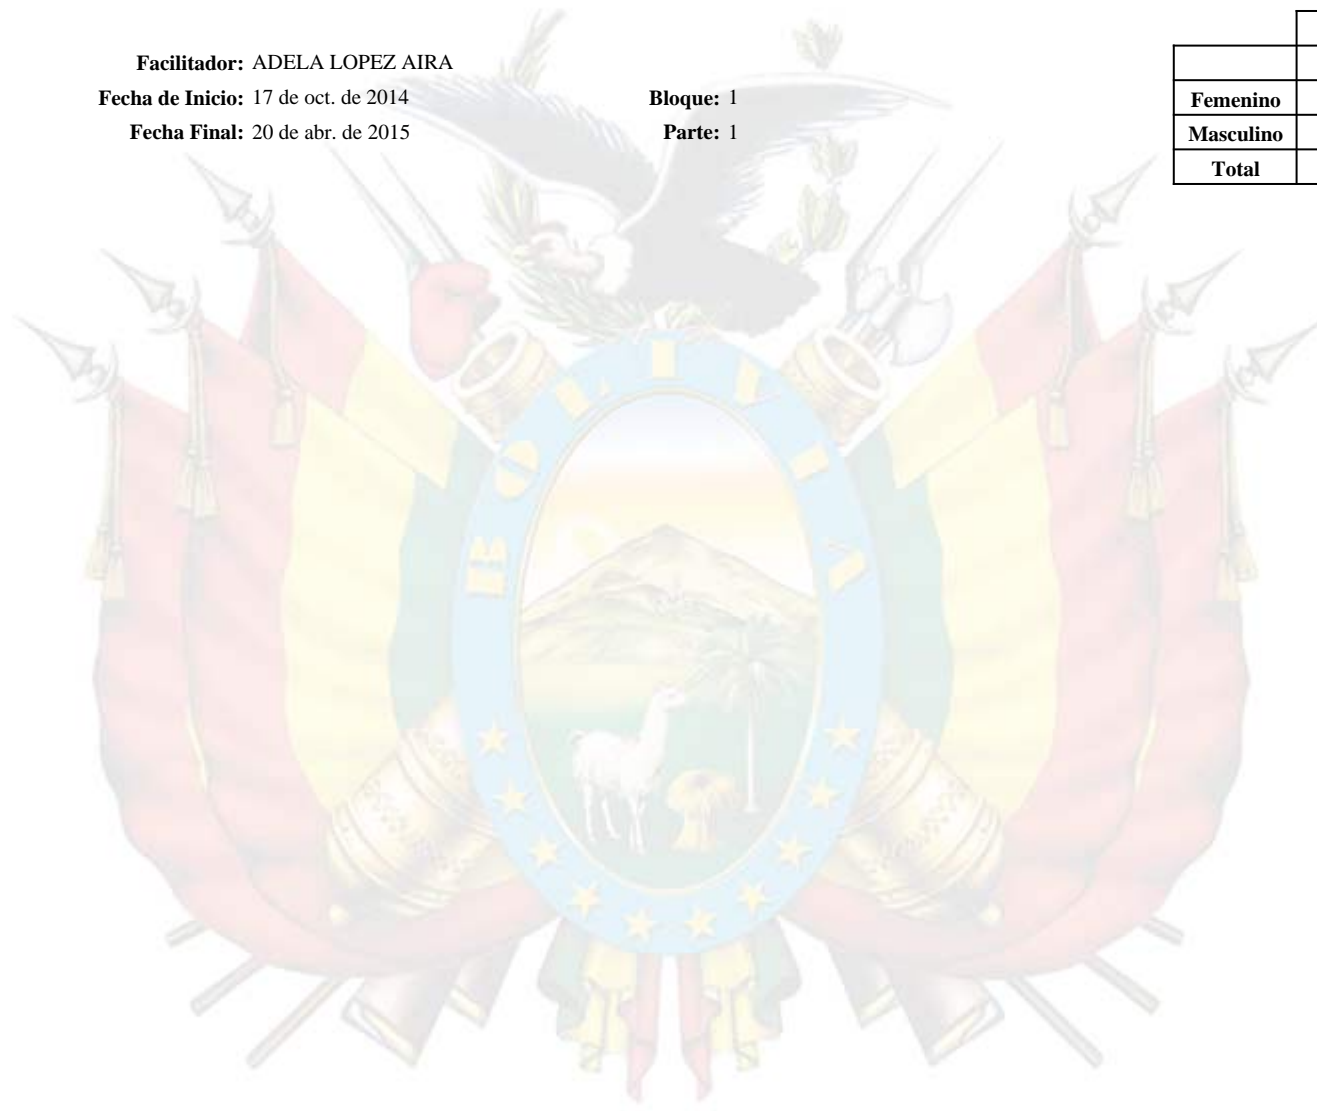 Facilitador: ADELA LOPEZ AIRA
Fecha de Inicio: 17 de oct. de 2014 Bloque: 1
Fecha Final: 20 de abr. de 2015 Parte: 1
Femenino
Masculino
Total
BOLIVIA